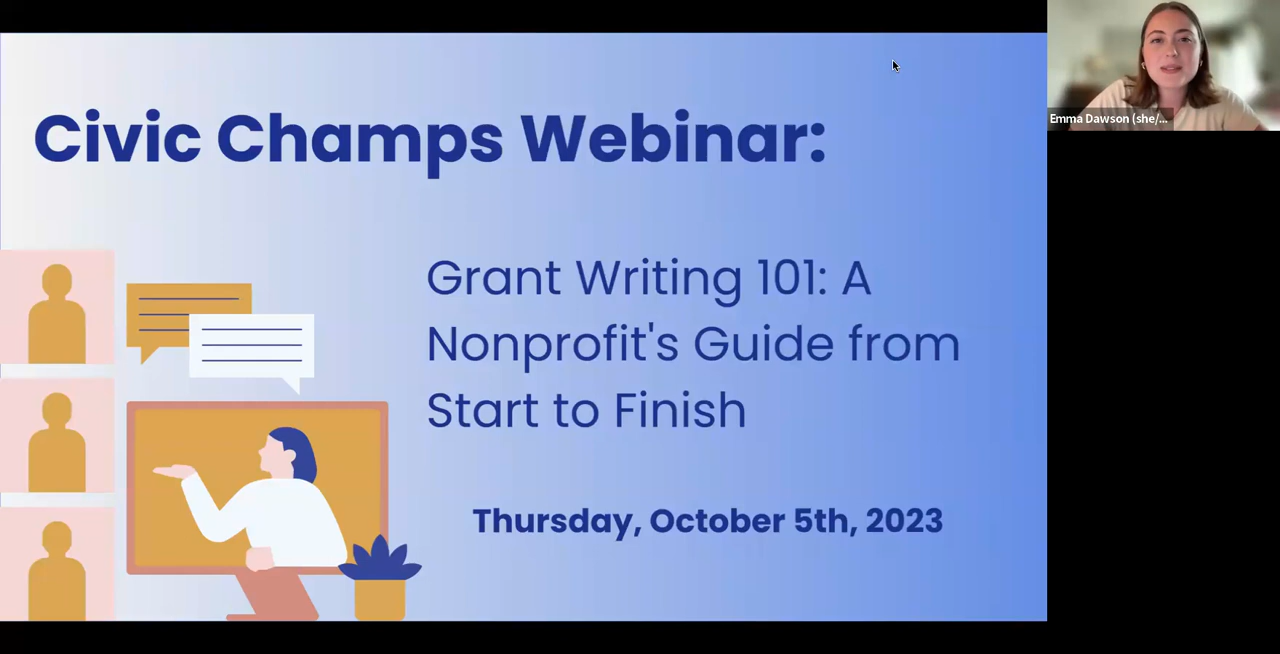 Civic Champs Webinar:
Grant Writing 101: A
Nonprofit's Guide from
Start to Finish
Thursday, October 5th, 2023
Emma Dawson (she/...